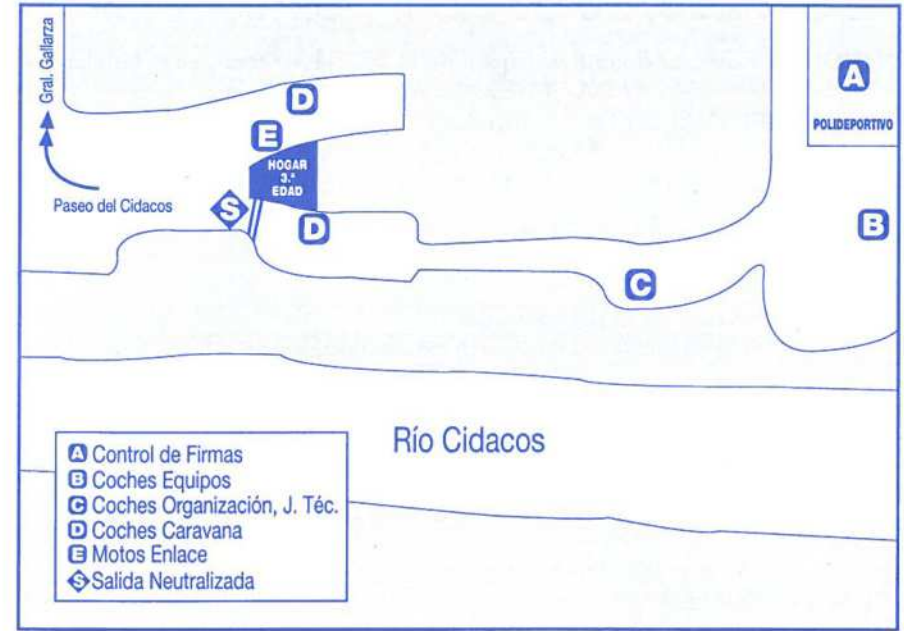 Gral. Gallarza
D
A
POLIDEPORTIVO
E
HOGAR
3.ª
EDAD
Paseo del Cidacos
S
D
B
C
Río Cidacos
A Control de Firmas
B Coches Equipos
C Coches Organización, J. Téc.
D Coches Caravana
E Motos Enlace
S Salida Neutralizada